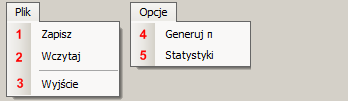 Plik
1 Zapisz
2 Wczytaj
3 Wyjście
Opcje
4 Generuj n
5 Statystyki